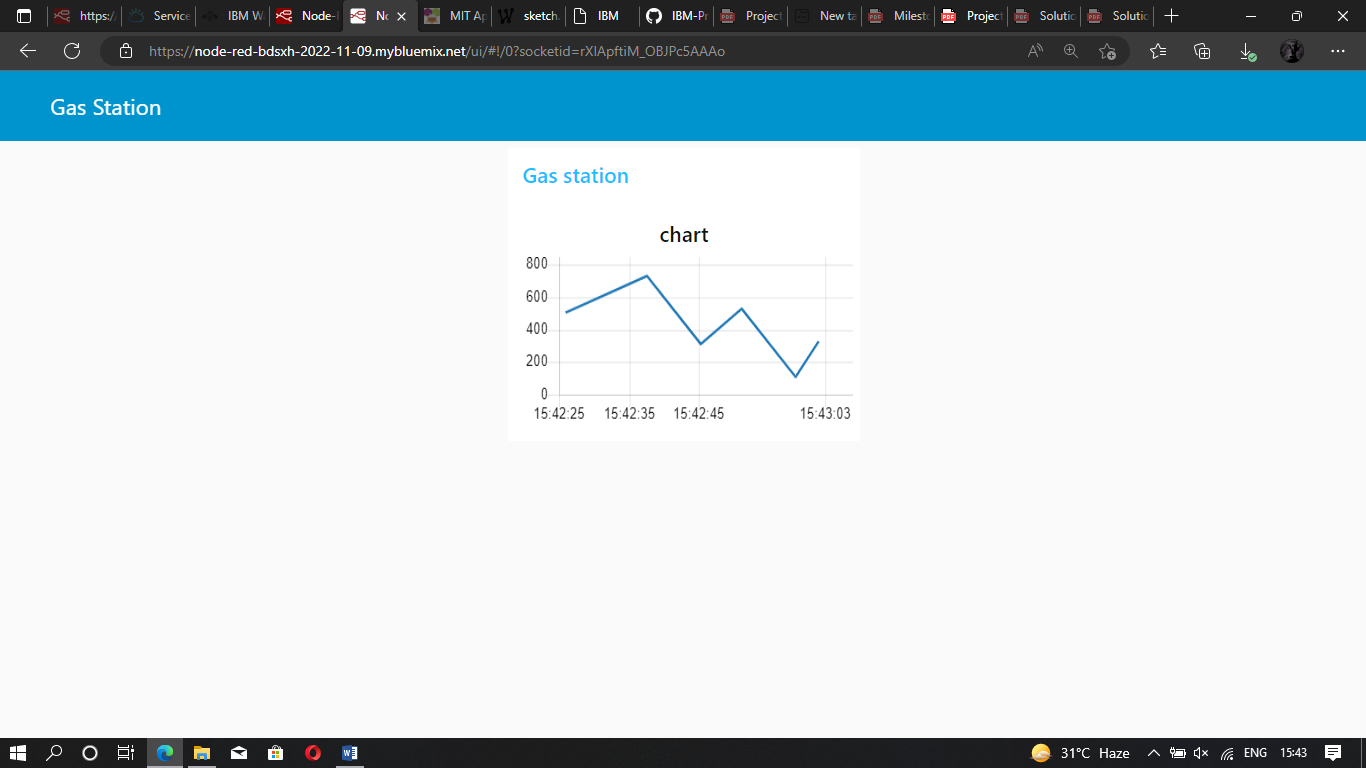 https:/
Service
IBM W
Node-
No
MIT Ap
sketch.
IBM
IBM-Pr
Project
New ta
Milesto
Project
Solutic
Solutic
https://node-red-bdsxh-2022-11-09.mybluemix.net/ui/#!/0?socketid=rXIApftiM_OBJPc5AAAo
Gas Station
Gas station
chart
800
600
400
200
0
15:42:25 15:42:35 15:42:45 15:43:03
31°C Haze ENG 15:43